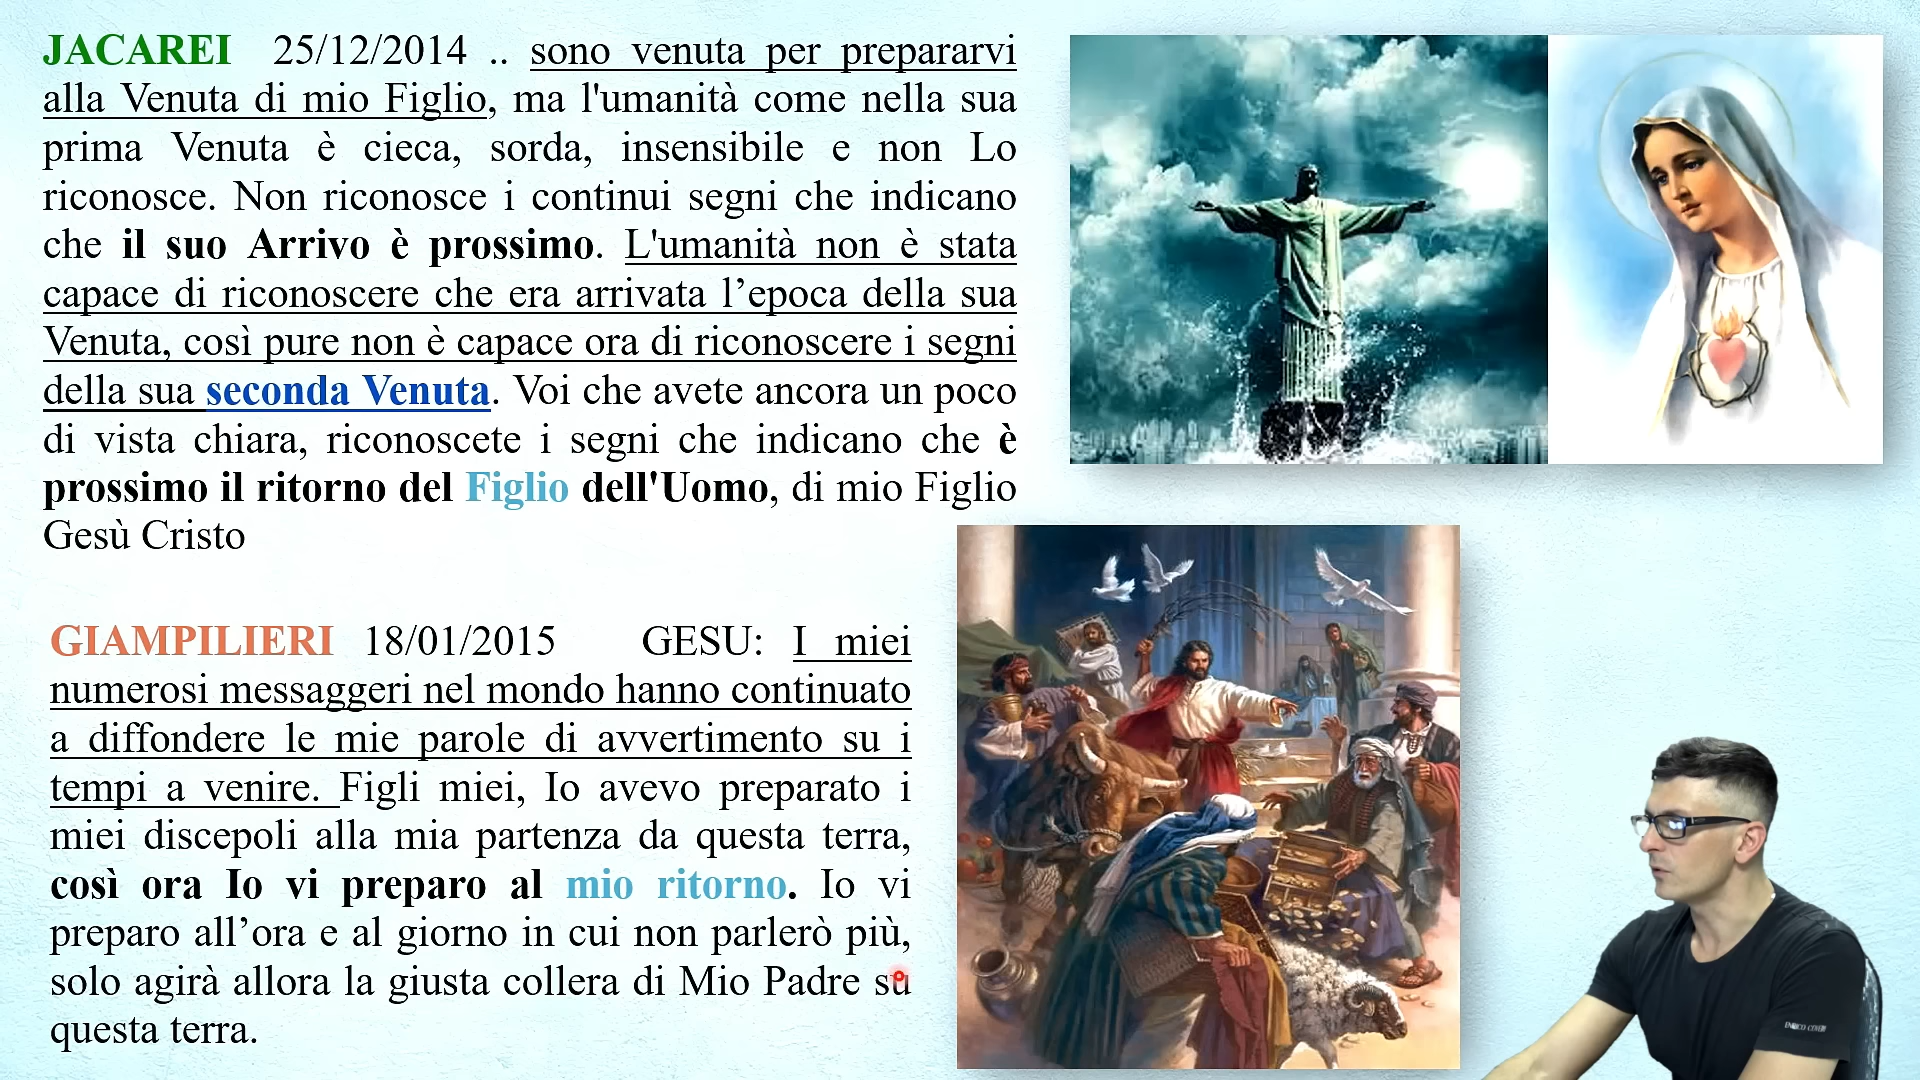 JACAREI 25/12/2014 .. sono venuta per prepararvi
alla Venuta di mio Figlio, ma l'umanità come nella sua
prima Venuta è cieca, sorda, insensibile e non Lo
riconosce. Non riconosce i continui segni che indicano
che il suo Arrivo è prossimo. L'umanità non è stata
capace di riconoscere che era arrivata l’epoca della sua
Venuta, così pure non è capace ora di riconoscere i segni
della sua seconda Venuta. Voi che avete ancora un poco
di vista chiara, riconoscete i segni che indicano che è
prossimo il ritorno del Figlio dell'Uomo, di mio Figlio
Gesù Cristo
GIAMPILIERI 18/01/2015 GESU: I miei
numerosi messaggeri nel mondo hanno continuato
a diffondere le mie parole di avvertimento su i
tempi a venire. Figli miei, Io avevo preparato i
miei discepoli alla mia partenza da questa terra,
così ora Io vi preparo al mio ritorno. Io vi
preparo all’ora e al giorno in cui non parlerò più,
solo agirà allora la giusta collera di Mio Padre su
questa terra.